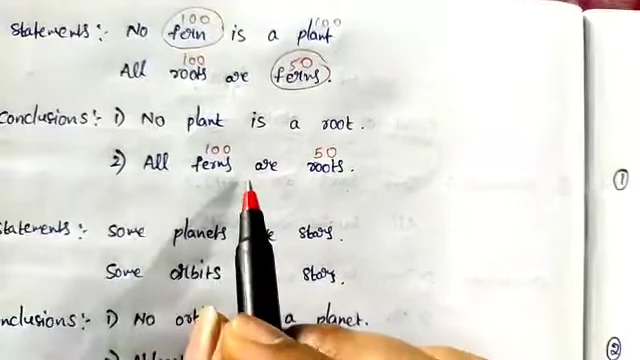 Statements :- No fern 100 is a plant 100
All roots 100 are ferns 50.
Conclusions :- 1) No plant is a root.
2) All ferns 100 are roots 50.
1
Statements : Some planets stars.
Some orbits stars.
nclusions :- 1) No a planet.
2
2)